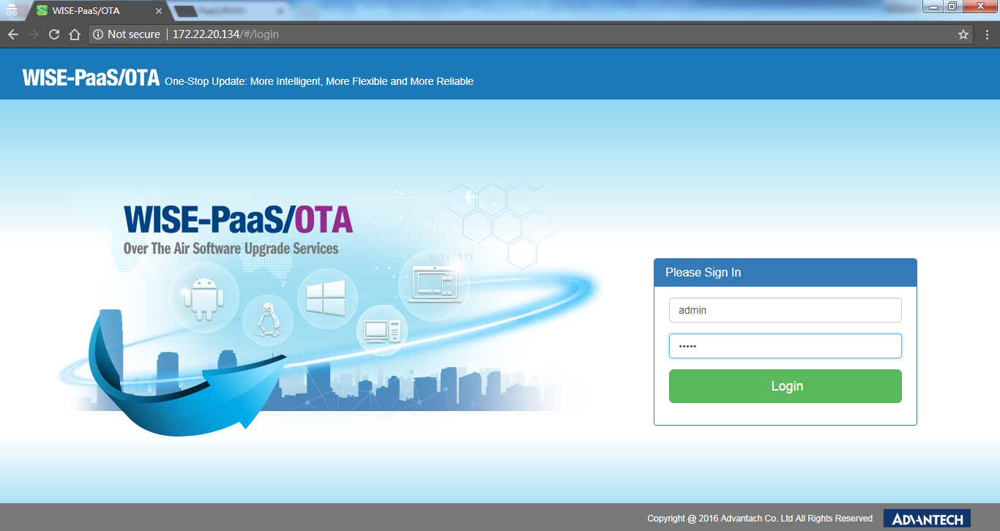 WISE-PaaS/OTA
Not secure 172.22.20.134/#/login
WISE-PaaS/OTA One-Stop Update: More Intelligent, More Flexible and More Reliable
WISE-PaaS/OTA
Over The Air Software Upgrade Services
01010
Please Sign In
admin
•••••
Login
Copyright @ 2016 Advantach Co. Ltd All Rights Reserved ADVANTECH